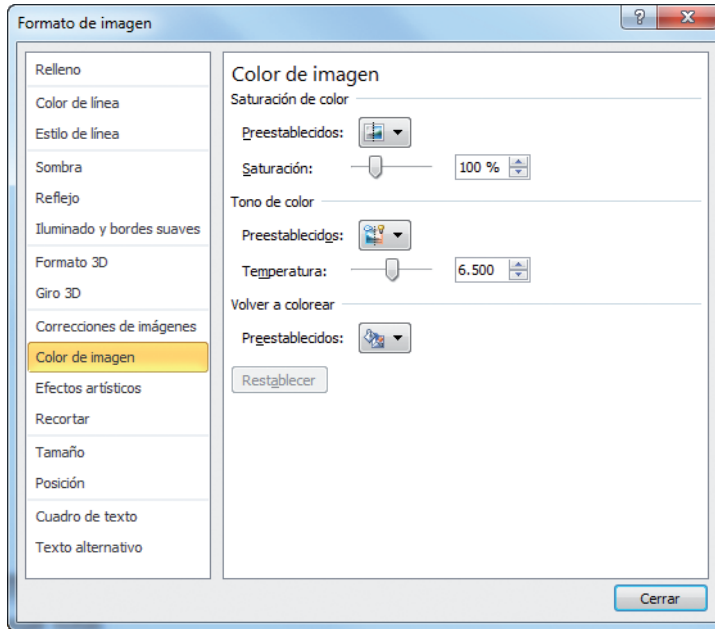 Formato de imagen
Relleno
Color de línea
Estilo de línea
Sombra
Reflejo
Iluminado y bordes suaves
Formato 3D
Giro 3D
Correcciones de imágenes
Color de imagen
Efectos artísticos
Recortar
Tamaño
Posición
Cuadro de texto
Texto alternativo
Color de imagen
Saturación de color
Preestablecidos:
Saturación: 100 %
Tono de color
Preestablecidos:
Temperatura: 6.500
Volver a colorear
Preestablecidos:
Restablecer
Cerrar